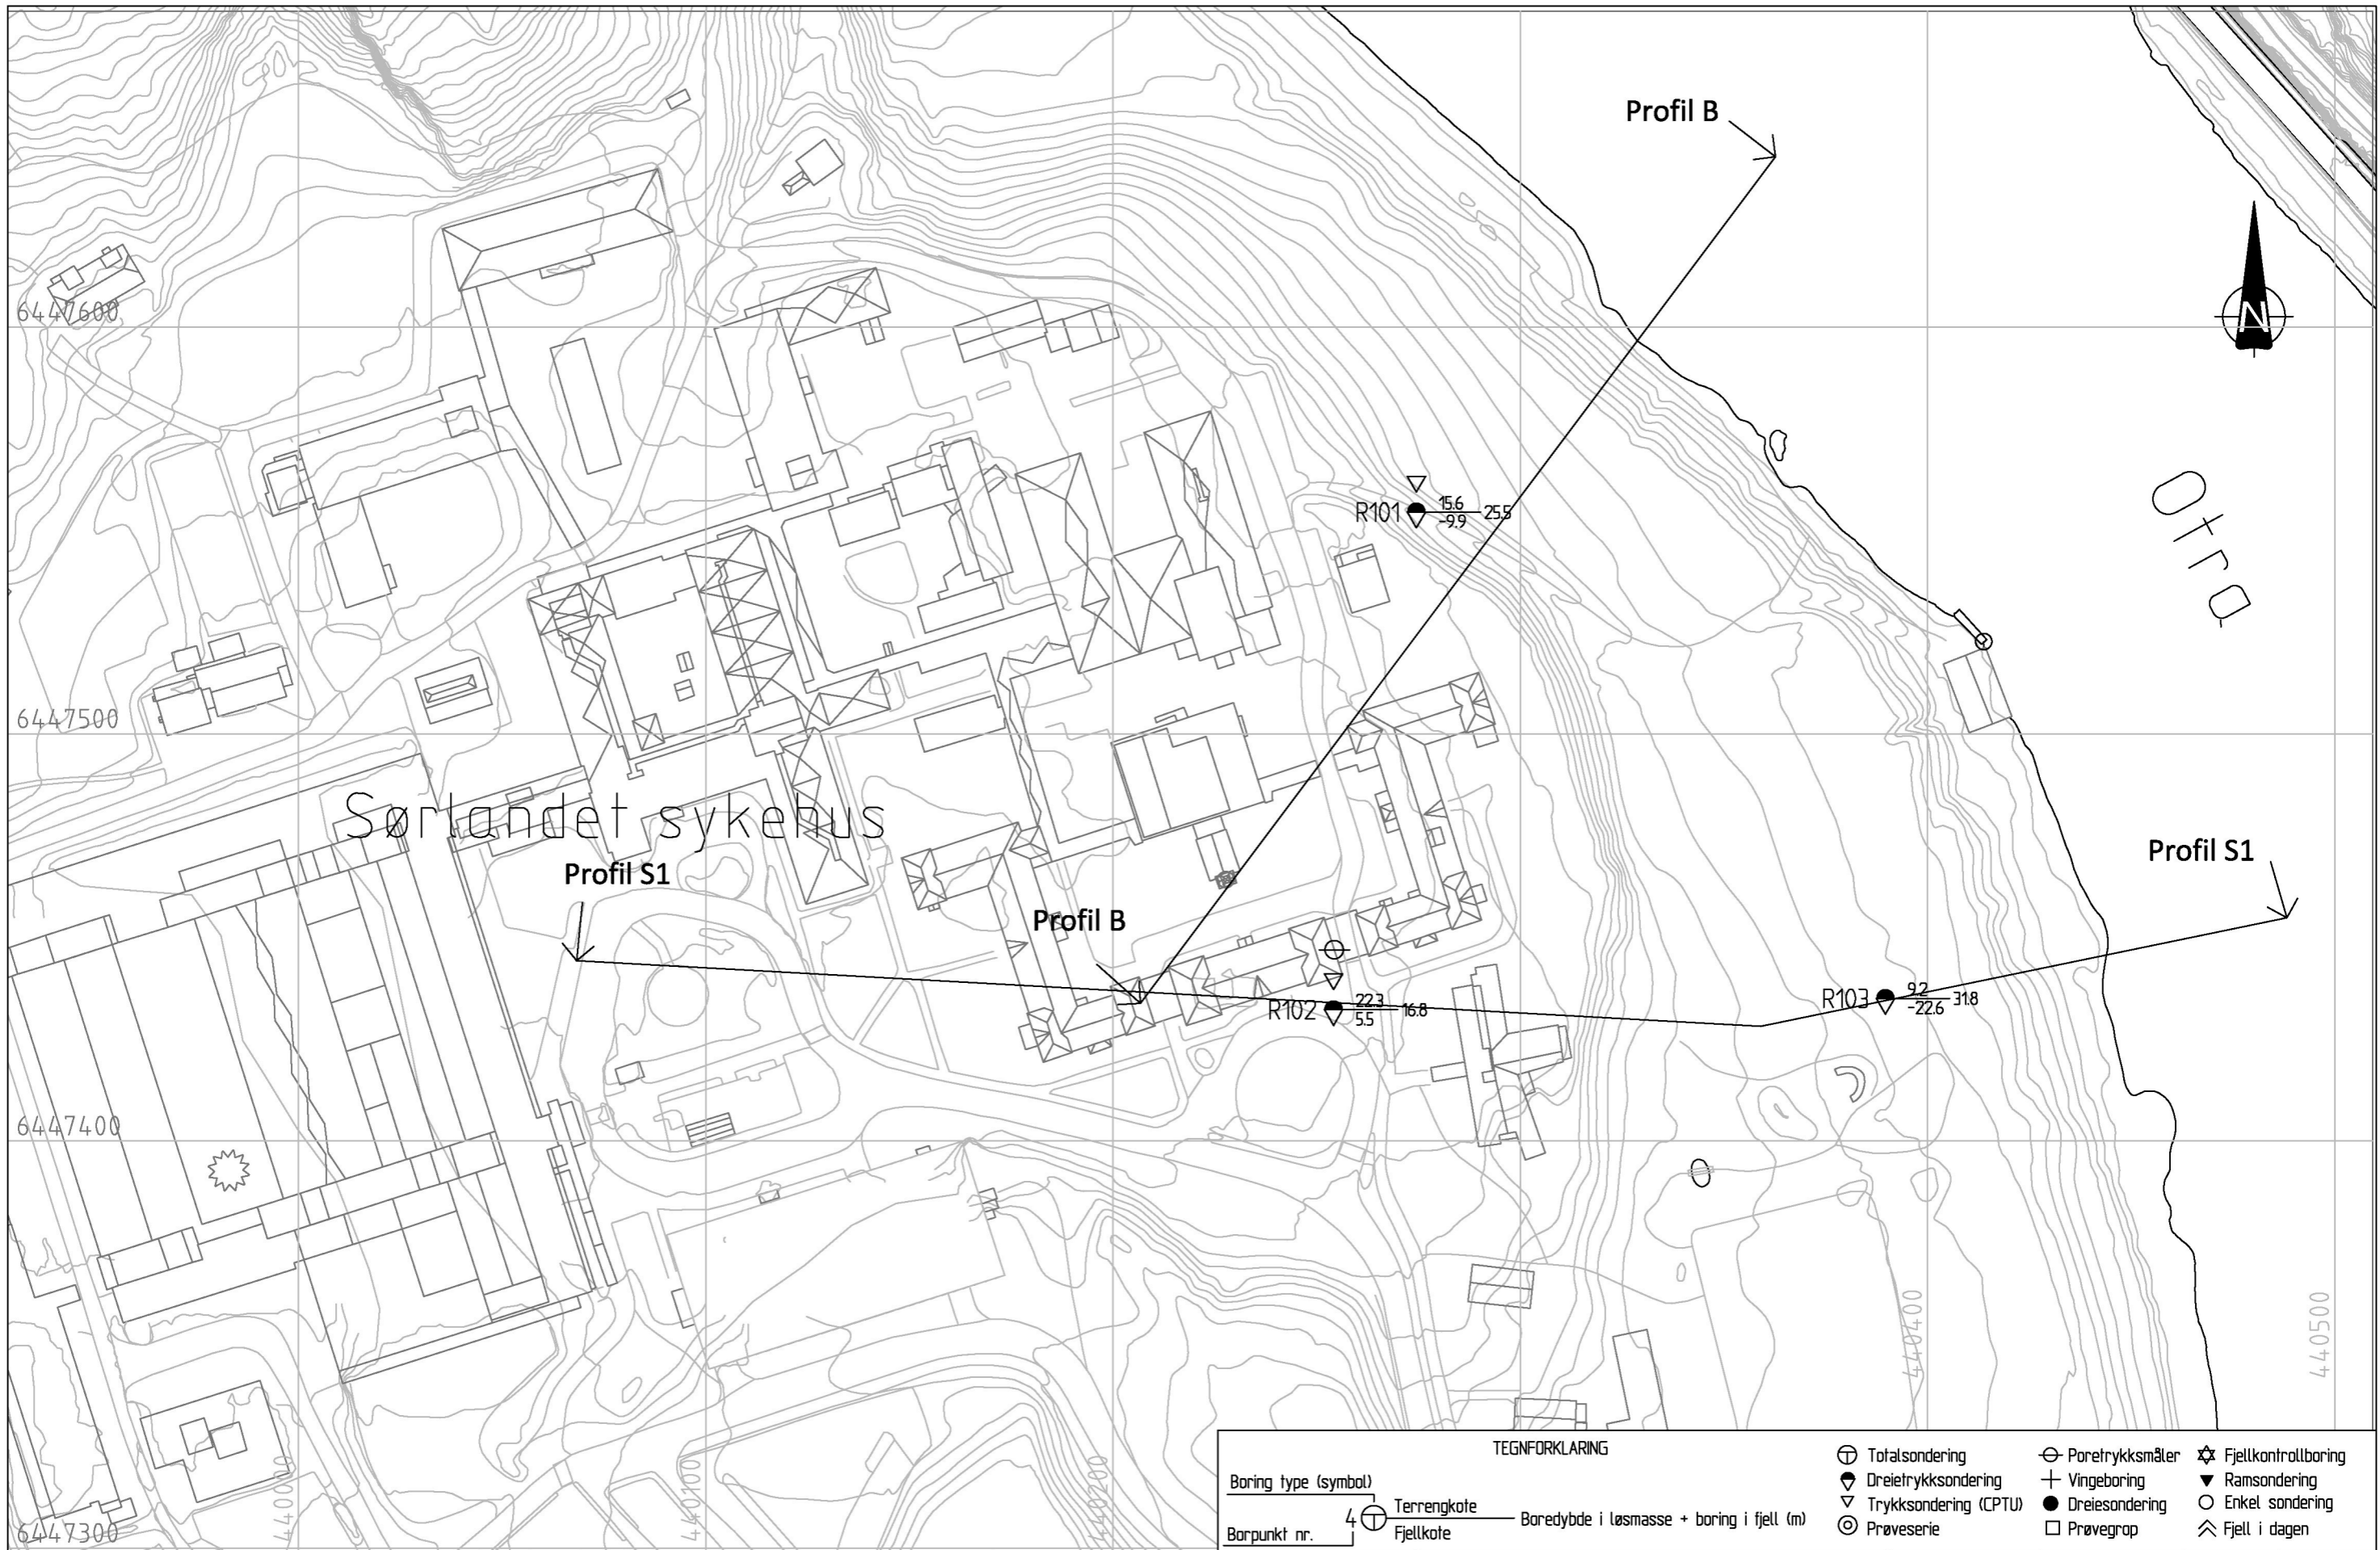 Profil B
6447600
N
Otra
R101
15.6
-9.9
25.5
6447500
Sørlandet sykehus
Profil S1
Profil S1
Profil B
R102
22.3
5.5
16.8
R103
9.2
-22.6
31.8
6447400
440000
440100
440200
440400
440500
6447300
TEGNFORKLARING
Boring type (symbol)
Borpunkt nr.
4
Terrengkote
Fjellkote
Boredybde i løsmasse + boring i fjell (m)
Totalsondering
Dreietrykksondering
Trykksondering (CPTU)
Prøveserie
Poretrykksmåler
Vingeboring
Dreiesondering
Prøvegrop
Fjellkontrollboring
Ramsondering
Enkel sondering
Fjell i dagen